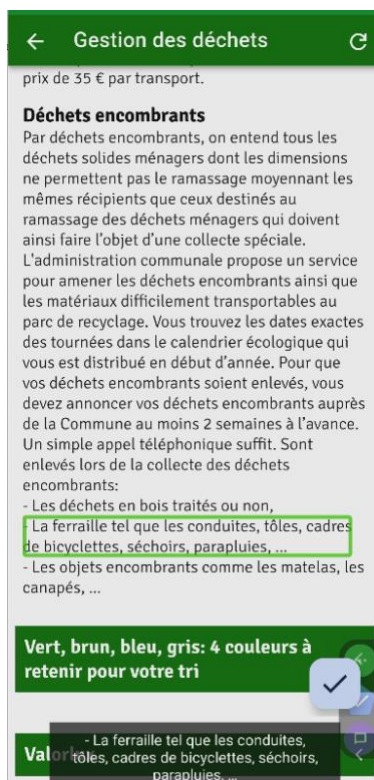 Gestion des déchets
prix de 35 € par transport.
Déchets encombrants
Par déchets encombrants, on entend tous les
déchets solides ménagers dont les dimensions
ne permettent pas le ramassage moyennant les
mêmes récipients que ceux destinés au
ramassage des déchets ménagers qui doivent
ainsi faire l'objet d'une collecte spéciale.
L'administration communale propose un service
pour amener les déchets encombrants ainsi que
les matériaux difficilement transportables au
parc de recyclage. Vous trouvez les dates exactes
des tournées dans le calendrier écologique qui
vous est distribué en début d'année. Pour que
vos déchets encombrants soient enlevés, vous
devez annoncer vos déchets encombrants auprès
de la Commune au moins 2 semaines à l'avance.
Un simple appel téléphonique suffit. Sont
enlevés lors de la collecte des déchets
encombrants:
- Les déchets en bois traités ou non,
- La ferraille tel que les conduites, tôles, cadres
de bicyclettes, séchoirs, parapluies, ...
- Les objets encombrants comme les matelas, les
canapés, ...
Vert, brun, bleu, gris: 4 couleurs à
retenir pour votre tri
- La ferraille tel que les conduites,
tôles, cadres de bicyclettes, séchoirs,
parapluies, ...